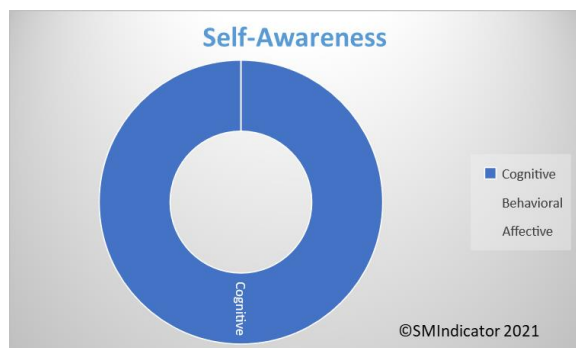 Self-Awareness
Cognitive
Behavioral
Affective
Cognitive
©SMIndicator 2021